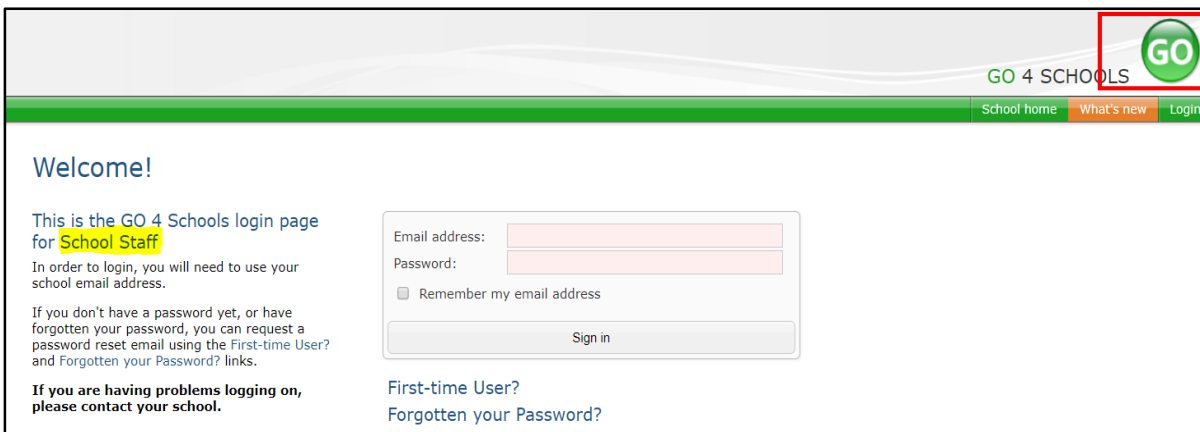 GO
GO 4 SCHOOLS
School home What's new Login
Welcome!
This is the GO 4 Schools login page
for School Staff
In order to login, you will need to use your
school email address.
If you don't have a password yet, or have
forgotten your password, you can request a
password reset email using the First-time User?
and Forgotten your Password? links.
If you are having problems logging on,
please contact your school.
Email address:
Password:
Remember my email address
Sign in
First-time User?
Forgotten your Password?